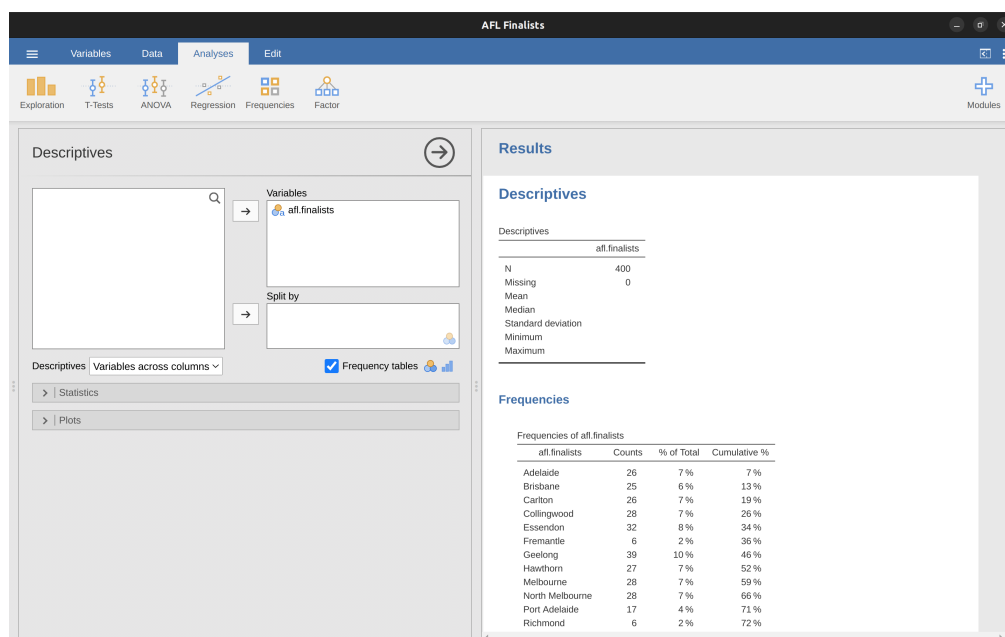 AFL Finalists
Variables Data Analyses Edit
Exploration T-Tests ANOVA Regression Frequencies Factor Modules
Descriptives
Variables
afl.finalists
Split by
Descriptives Variables across columns Frequency tables
Statistics
Plots
Results
Descriptives
Descriptives
afl.finalists
N 400
Missing 0
Mean
Median
Standard deviation
Minimum
Maximum
Frequencies
Frequencies of afl.finalists
afl.finalists Counts % of Total Cumulative %
Adelaide 26 7 % 7 %
Brisbane 25 6 % 13 %
Carlton 26 7 % 19 %
Collingwood 28 7 % 26 %
Essendon 32 8 % 34 %
Fremantle 6 2 % 36 %
Geelong 39 10 % 46 %
Hawthorn 27 7 % 52 %
Melbourne 28 7 % 59 %
North Melbourne 28 7 % 66 %
Port Adelaide 17 4 % 71 %
Richmond 6 2 % 72 %